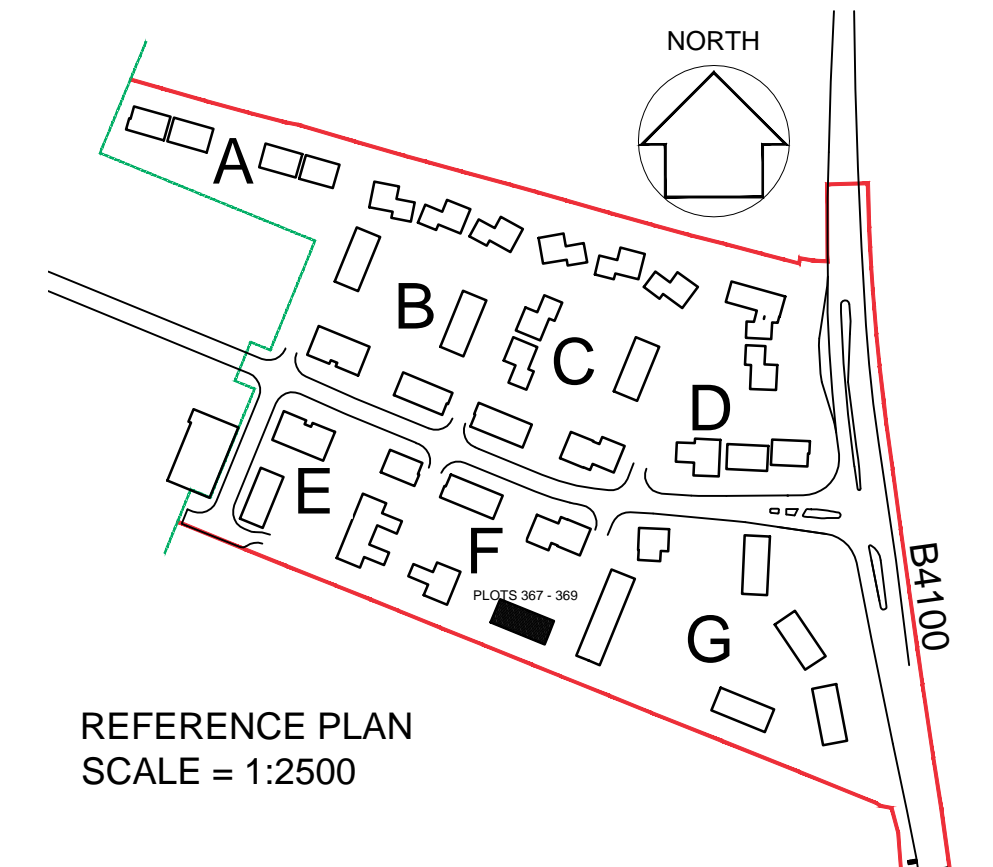 NORTH
A
B
C
D
E
F
PLOTS 367 - 369
G
B4100
REFERENCE PLAN
SCALE = 1:2500